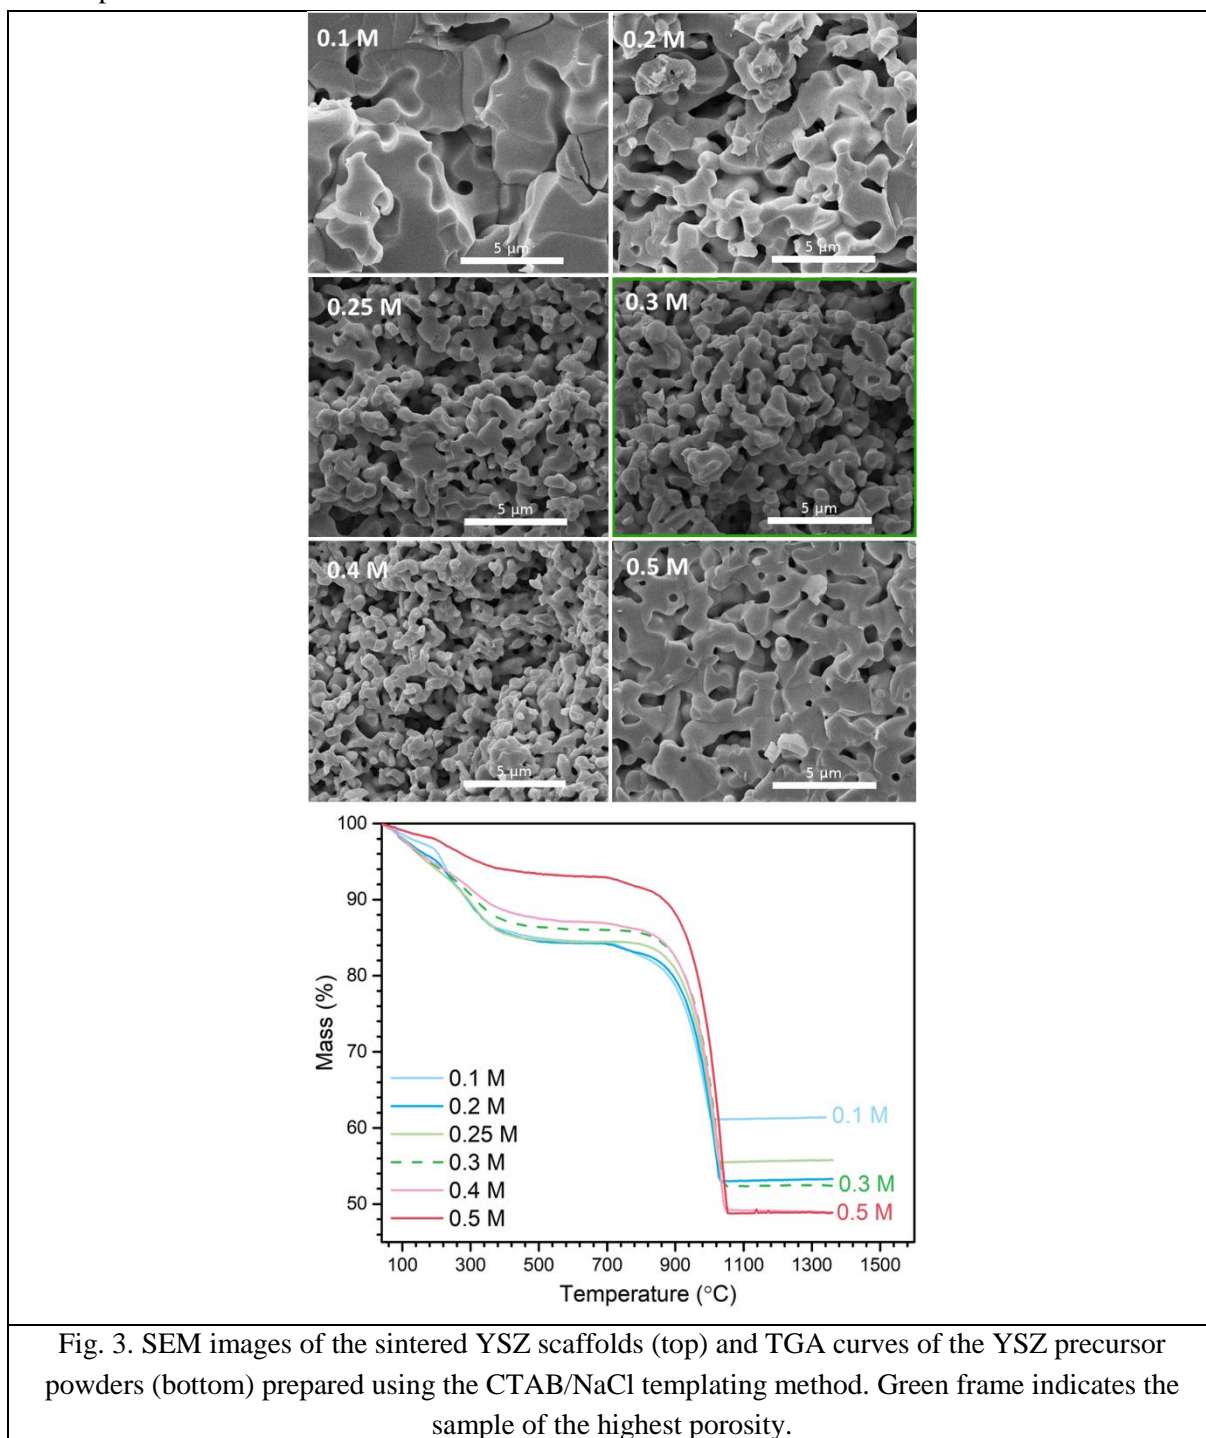 0.1 M
5 μm
0.2 M
5 μm
0.25 M
5 μm
0.3 M
5 μm
0.4 M
5 μm
0.5 M
5 μm
100
90
80
70
60
50
Mass (%)
0.1 M
0.2 M
0.25 M
0.3 M
0.4 M
0.5 M
0.1 M
0.3 M
0.5 M
100 300 500 700 900 1100 1300 1500
Temperature (°C)
Fig. 3. SEM images of the sintered YSZ scaffolds (top) and TGA curves of the YSZ precursor
powders (bottom) prepared using the CTAB/NaCl templating method. Green frame indicates the
sample of the highest porosity.